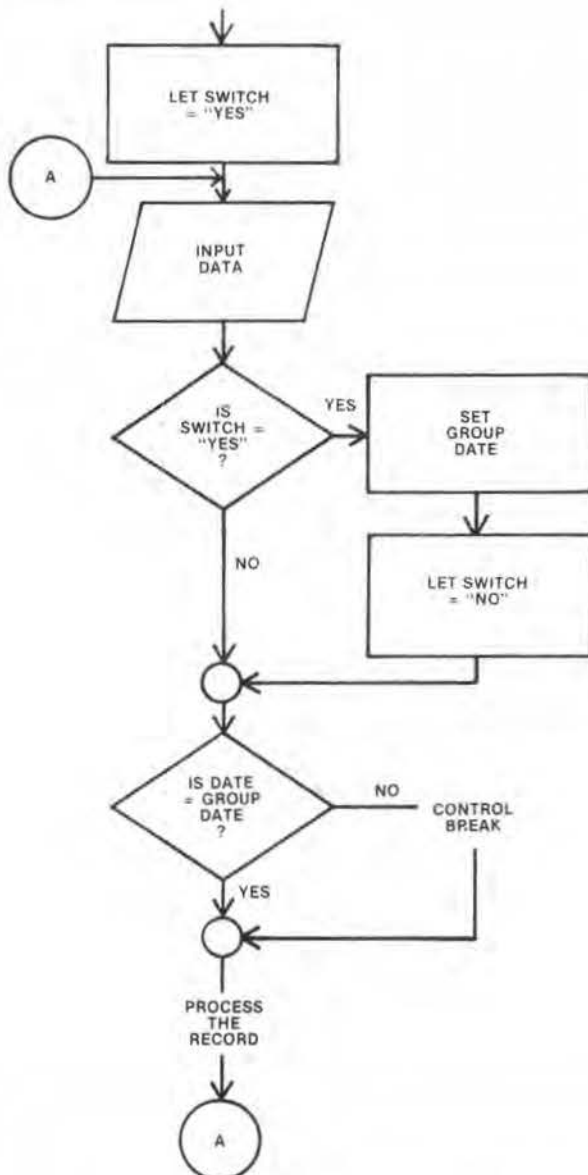 LET SWITCH
= "YES"
A
INPUT
DATA
IS
SWITCH =
"YES"
?
YES
SET
GROUP
DATE
NO
LET SWITCH
= "NO"
IS DATE
= GROUP
DATE
?
NO
CONTROL
BREAK
YES
PROCESS
THE
RECORD
A